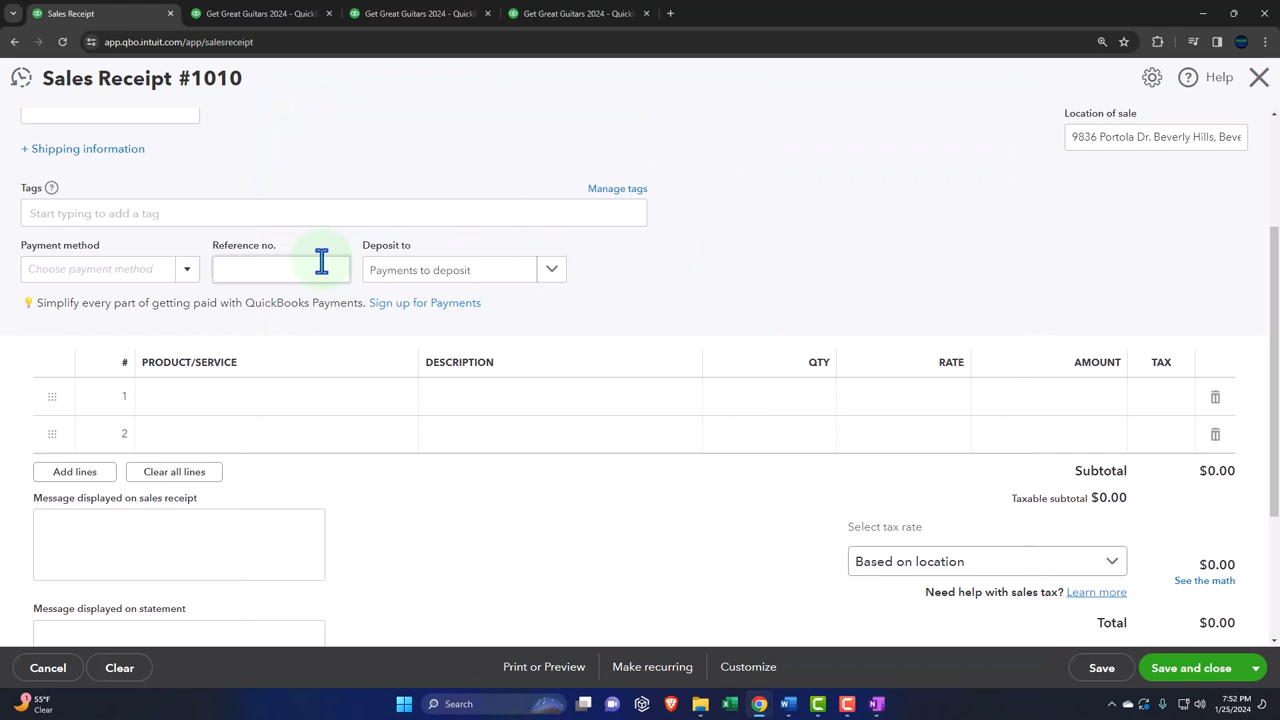 Sales Receipt
Get Great Guitars 2024 - QuickB
Get Great Guitars 2024 - QuickB
Get Great Guitars 2024 - QuickB
app.qbo.intuit.com/app/salesreceipt
Sales Receipt #1010
Help
Location of sale
9836 Portola Dr. Beverly Hills, Beve
+ Shipping information
Tags
Manage tags
Start typing to add a tag
Payment method
Reference no.
Deposit to
Choose payment method
Payments to deposit
Simplify every part of getting paid with QuickBooks Payments. Sign up for Payments
# PRODUCT/SERVICE DESCRIPTION QTY RATE AMOUNT TAX
1
2
Add lines
Clear all lines
Subtotal $0.00
Message displayed on sales receipt
Taxable subtotal $0.00
Select tax rate
Based on location
$0.00
See the math
Need help with sales tax? Learn more
Message displayed on statement
Total $0.00
Cancel
Clear
Print or Preview
Make recurring
Customize
Save
Save and close
1
55°F
Clear
Search
7:52 PM
1/25/2024